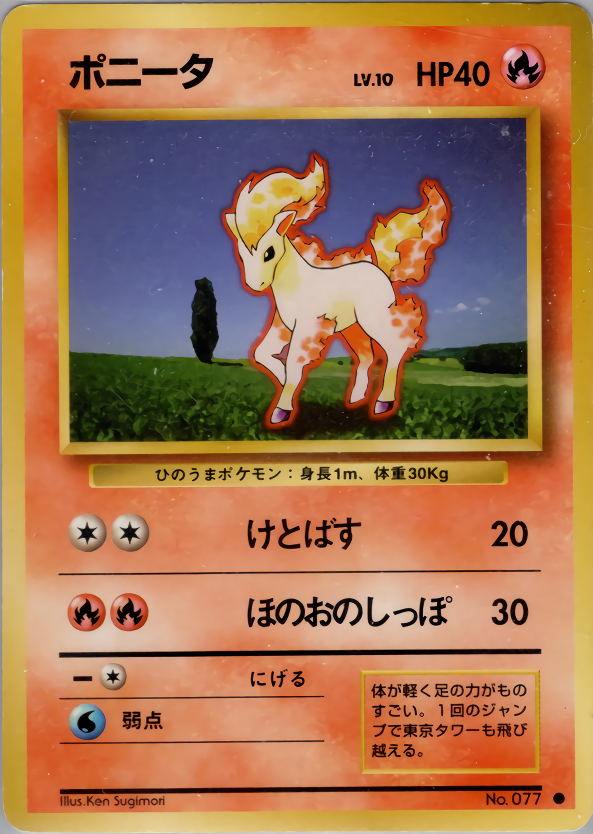 ポニータ LV.10 HP40
ひのうまポケモン：身長1m、体重30Kg
けとばす 20
ほのおのしっぽ 30
ー にげる
弱点
体が軽く足の力がもの
すごい。１回のジャン
プで東京タワーも飛び
越える。
Illus.Ken Sugimori No. 077 ●